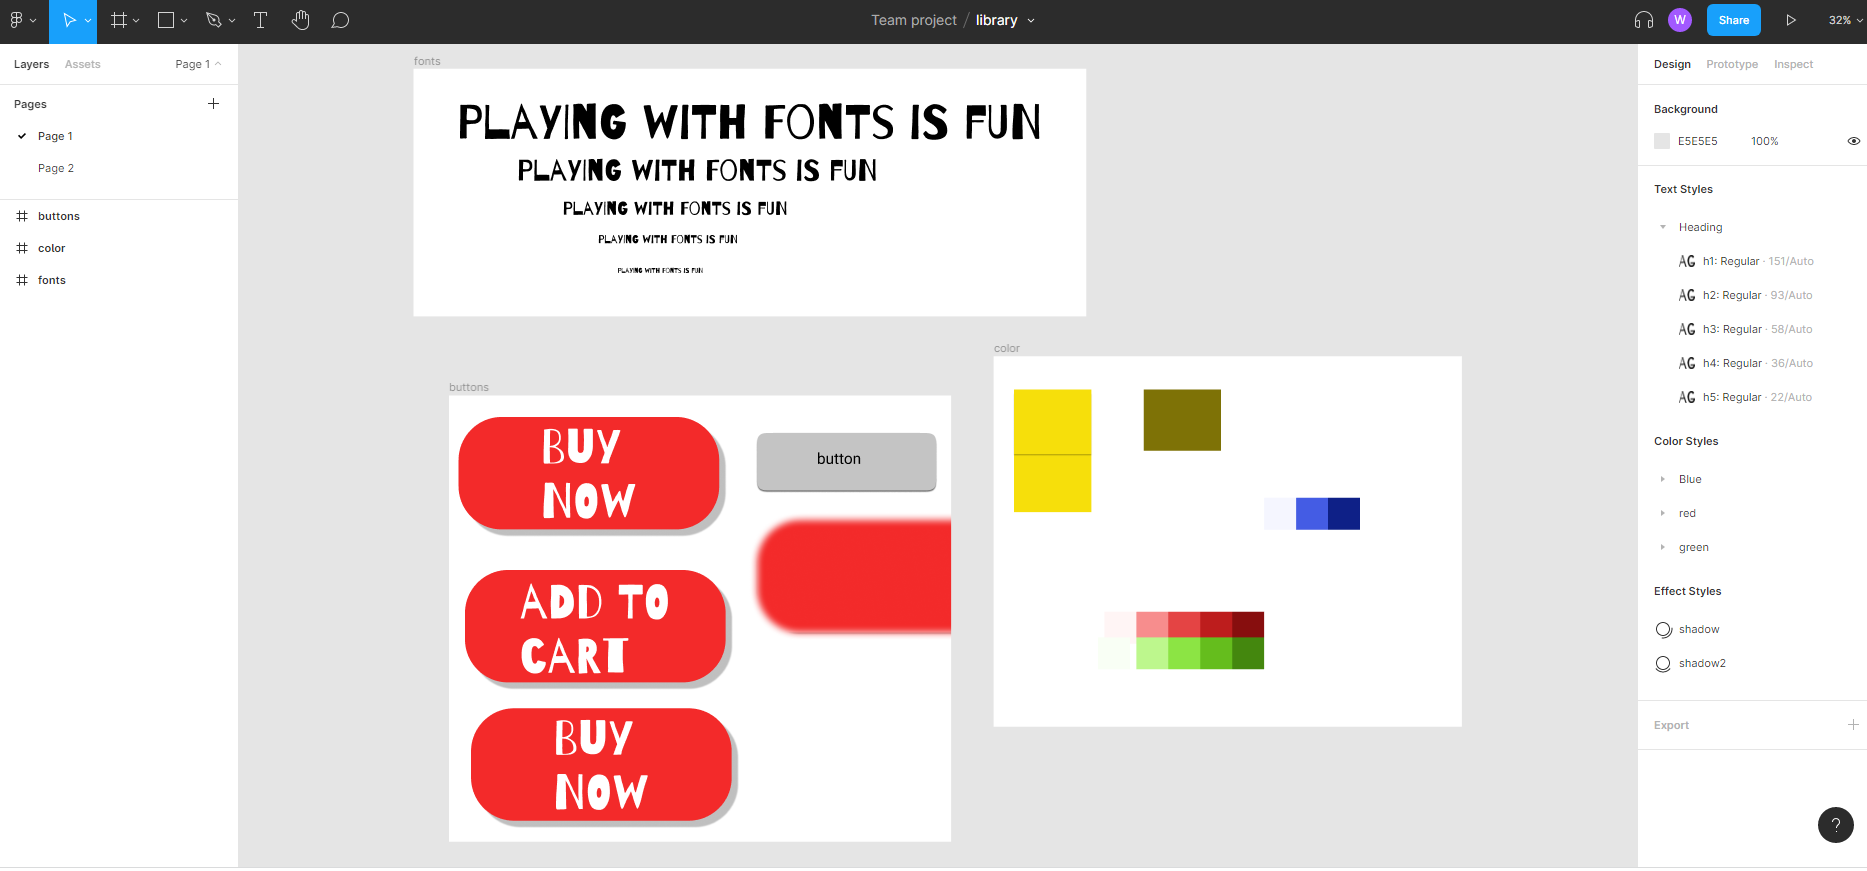 Team project / library
W
Share
32%
Layers
Assets
Page 1
Pages
Page 1
Page 2
buttons
color
fonts
fonts
PLAYING WITH FONTS IS FUN
PLAYING WITH FONTS IS FUN
PLAYING WITH FONTS IS FUN
PLAYING WITH FONTS IS FUN
PLAYING WITH FONTS IS FUN
buttons
BUY
NOW
ADD TO
CART
BUY
NOW
button
color
Design
Prototype
Inspect
Background
E5E5E5
100%
Text Styles
Heading
AG h1: Regular · 151/Auto
AG h2: Regular · 93/Auto
AG h3: Regular · 58/Auto
AG h4: Regular · 36/Auto
AG h5: Regular · 22/Auto
Color Styles
Blue
red
green
Effect Styles
shadow
shadow2
Export
?